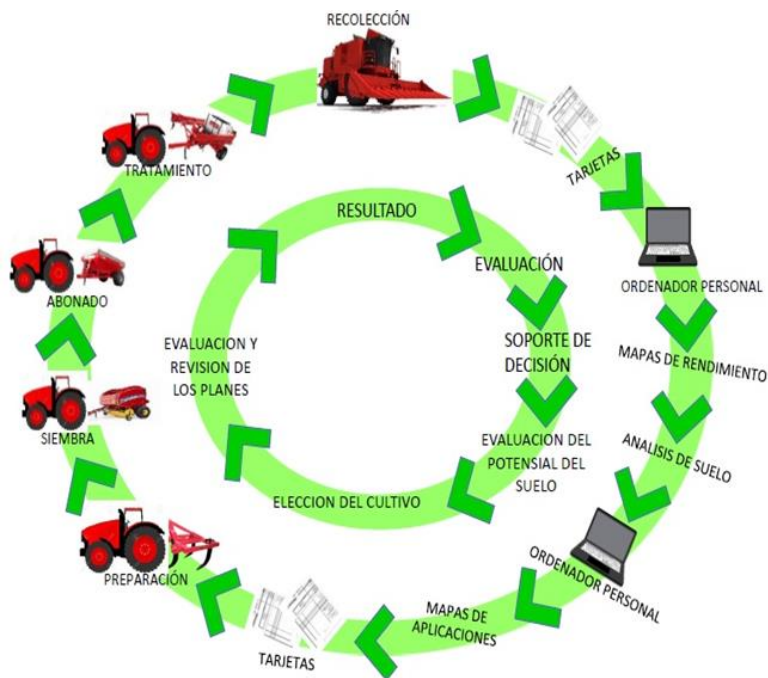 RECOLECCIÓN
TARJETAS
ORDENADOR PERSONAL
MAPAS DE RENDIMIENTO
ANALISIS DE SUELO
ORDENADOR PERSONAL
MAPAS DE
APLICACIONES
TARJETAS
PREPARACIÓN
SIEMBRA
ABONADO
TRATAMIENTO
RESULTADO
EVALUACIÓN
SOPORTE DE
DECISIÓN
EVALUACION DEL
POTENSIAL DEL
SUELO
ELECCION DEL CULTIVO
EVALUACION Y
REVISION DE
LOS PLANES